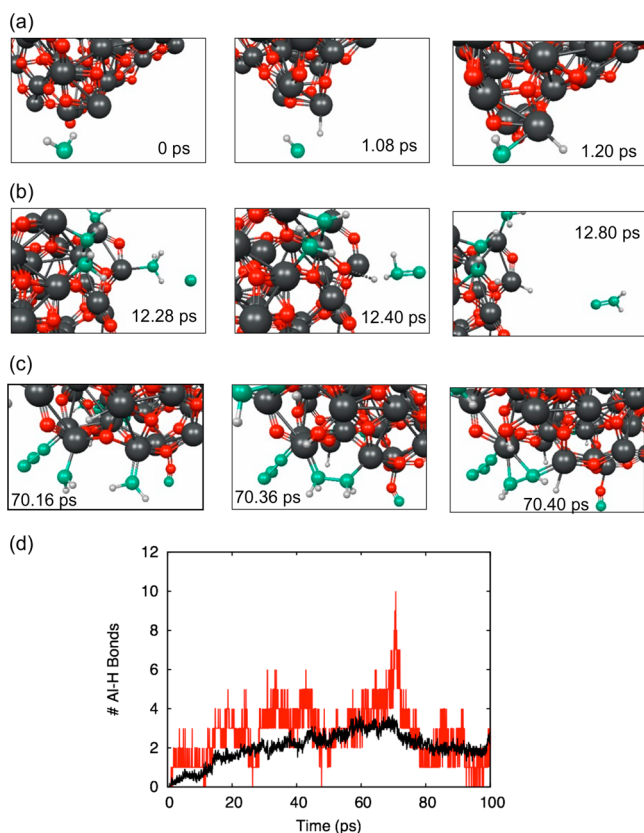 (a)
0 ps
1.08 ps
1.20 ps
(b)
12.28 ps
12.40 ps
12.80 ps
(c)
70.16 ps
70.36 ps
70.40 ps
(d)
12
10
8
6
4
2
0
# Al-H Bonds
0 20 40 60 80 100
Time (ps)